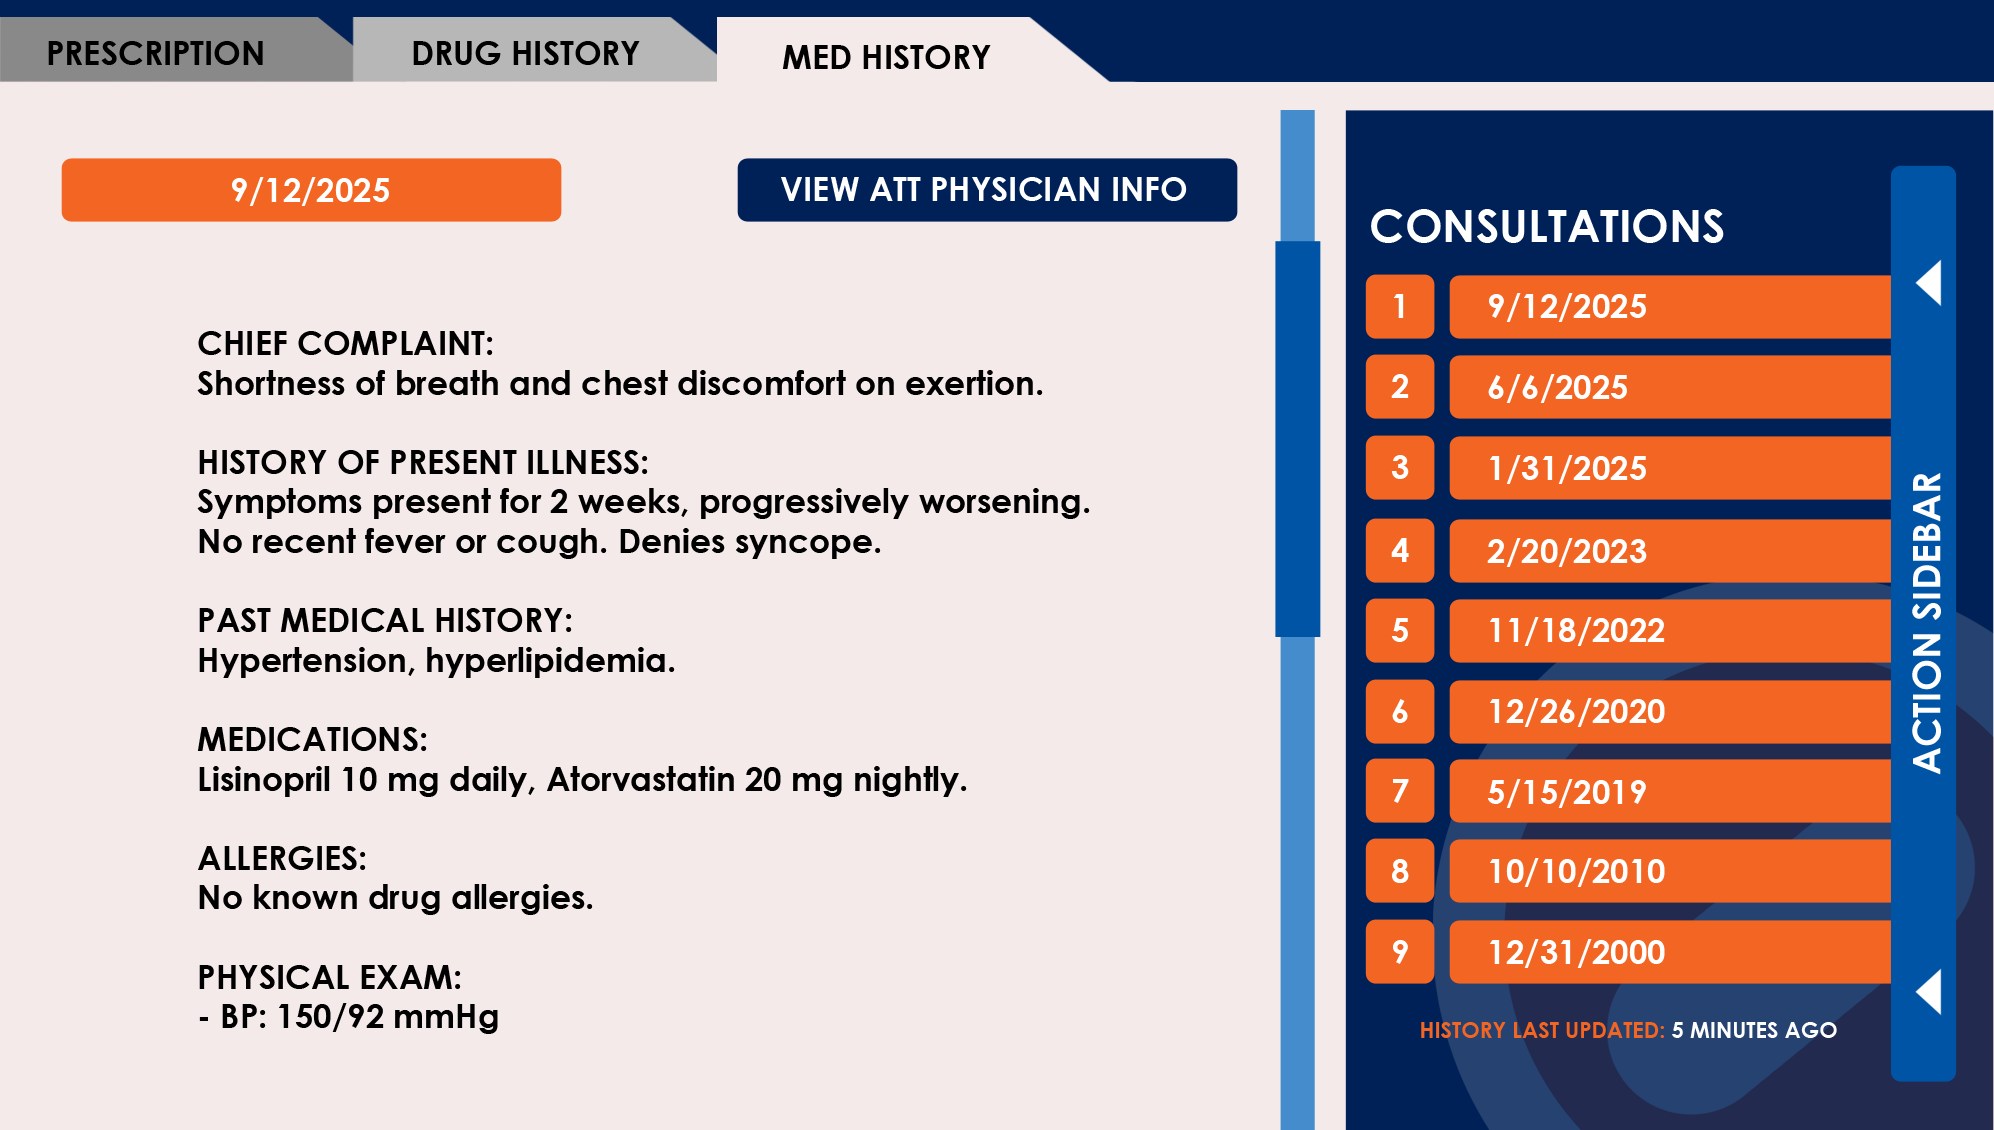 PRESCRIPTION
DRUG HISTORY
MED HISTORY
9/12/2025
VIEW ATT PHYSICIAN INFO
CHIEF COMPLAINT:
Shortness of breath and chest discomfort on exertion.
HISTORY OF PRESENT ILLNESS:
Symptoms present for 2 weeks, progressively worsening.
No recent fever or cough. Denies syncope.
PAST MEDICAL HISTORY:
Hypertension, hyperlipidemia.
MEDICATIONS:
Lisinopril 10 mg daily, Atorvastatin 20 mg nightly.
ALLERGIES:
No known drug allergies.
PHYSICAL EXAM:
- BP: 150/92 mmHg
CONSULTATIONS
1 9/12/2025
2 6/6/2025
3 1/31/2025
4 2/20/2023
5 11/18/2022
6 12/26/2020
7 5/15/2019
8 10/10/2010
9 12/31/2000
HISTORY LAST UPDATED: 5 MINUTES AGO
ACTION SIDEBAR